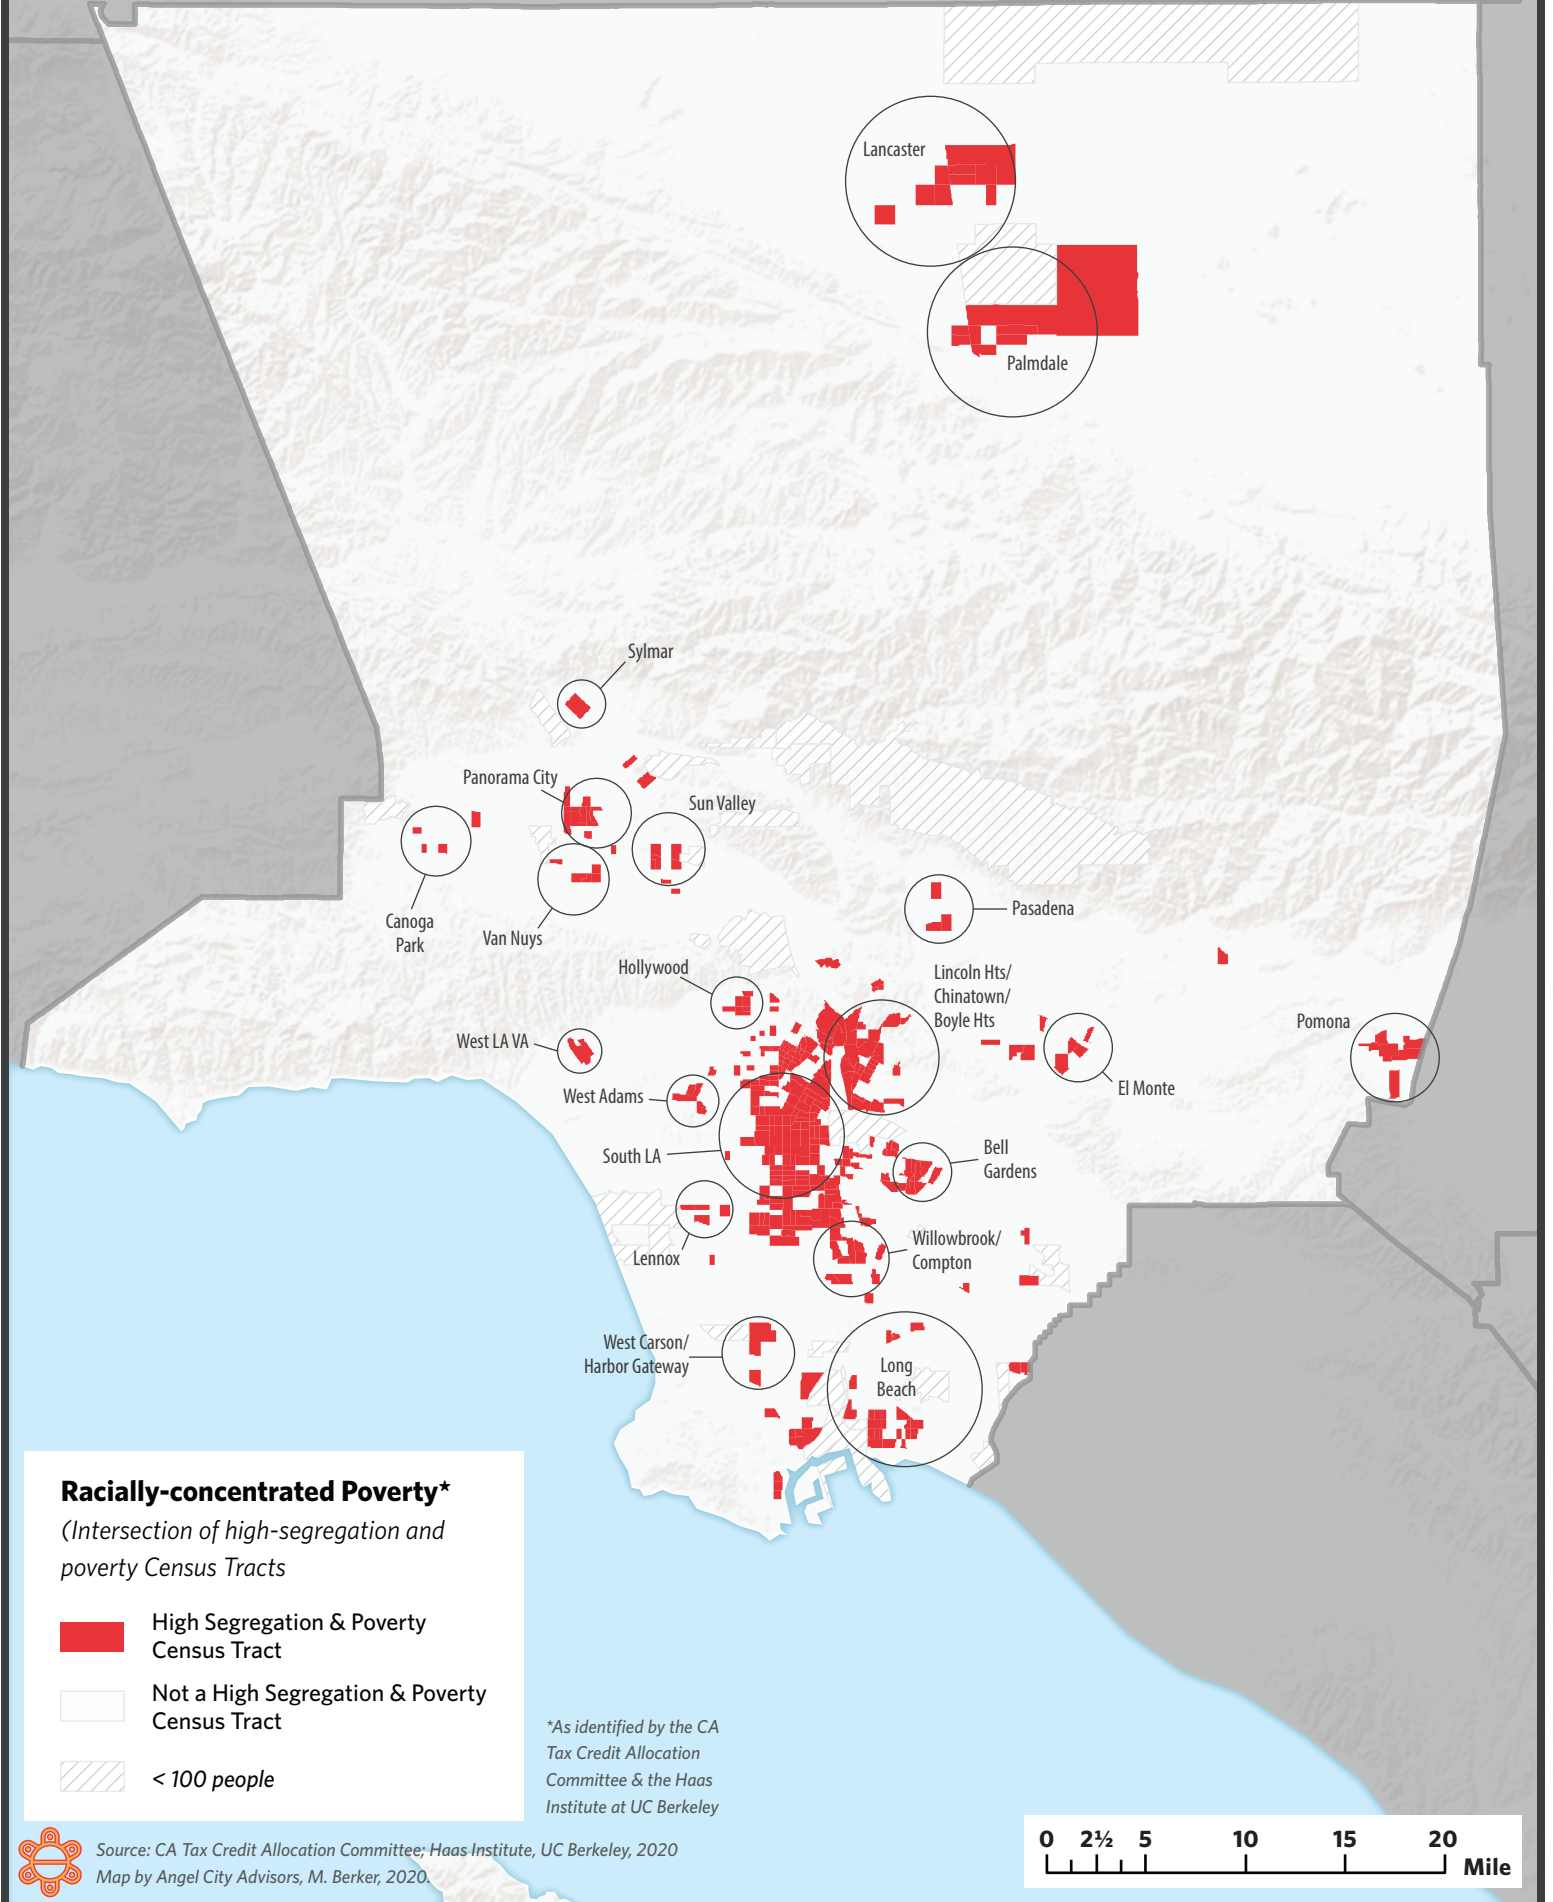 Lancaster
Palmdale
Sylmar
Panorama City
Sun Valley
Canoga
Park
Van Nuys
Pasadena
Hollywood
Lincoln Hts/
Chinatown/
Boyle Hts
Pomona
West LA VA
El Monte
West Adams
South LA
Bell
Gardens
Lennox
Willowbrook/
Compton
West Carson/
Harbor Gateway
Long
Beach
Racially-concentrated Poverty*
(Intersection of high-segregation and
poverty Census Tracts
High Segregation & Poverty
Census Tract
Not a High Segregation & Poverty
Census Tract
< 100 people
*As identified by the CA
Tax Credit Allocation
Committee & the Haas
Institute at UC Berkeley
Source: CA Tax Credit Allocation Committee; Haas Institute, UC Berkeley, 2020
Map by Angel City Advisors, M. Berker, 2020.
0 2½ 5 10 15 20
Mile